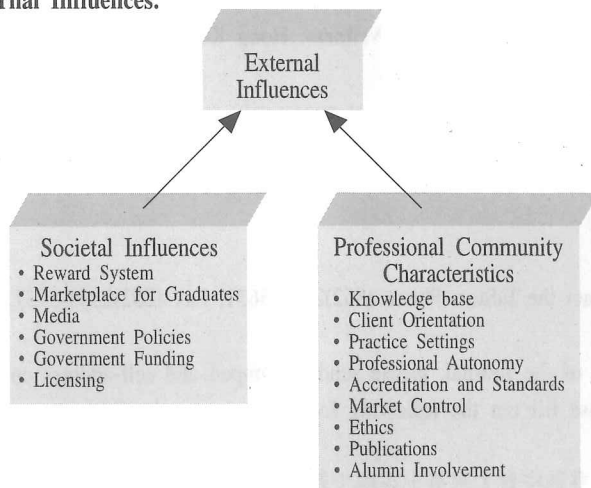 External
Influences
Societal Influences
• Reward System
• Marketplace for Graduates
• Media
• Government Policies
• Government Funding
• Licensing
Professional Community
Characteristics
• Knowledge base
• Client Orientation
• Practice Settings
• Professional Autonomy
• Accreditation and Standards
• Market Control
• Ethics
• Publications
• Alumni Involvement